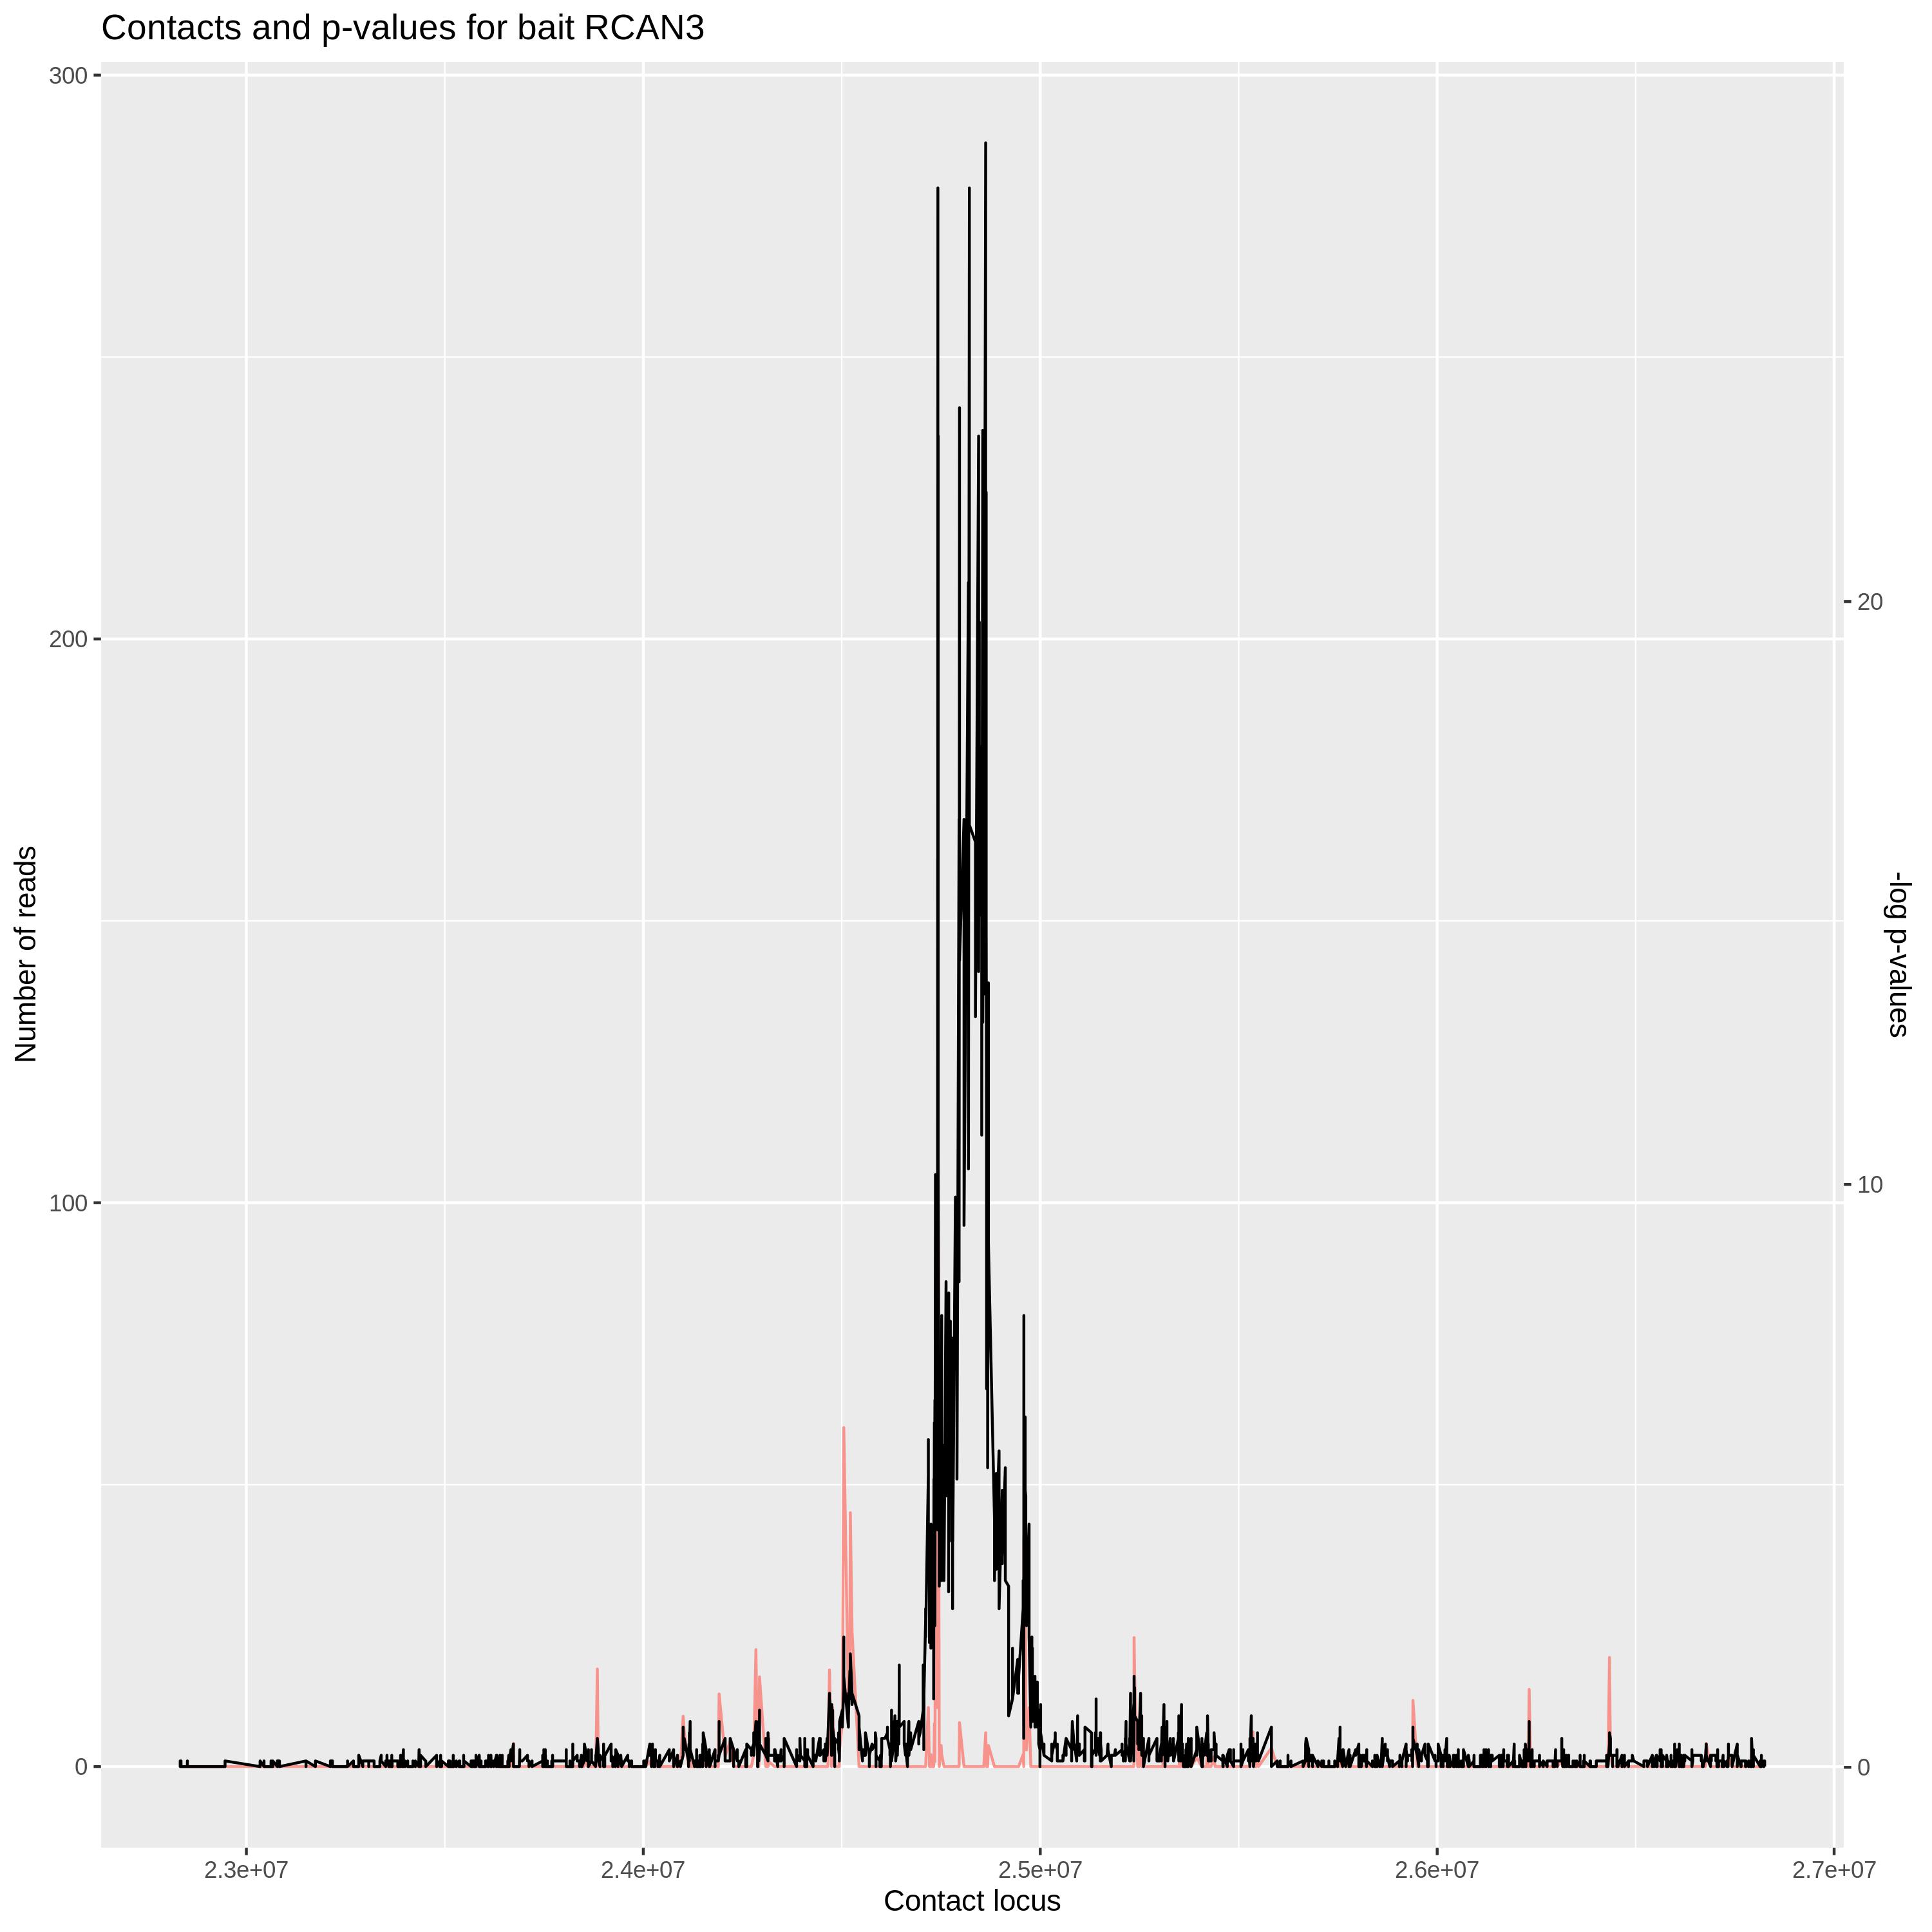 Contacts and p-values for bait RCAN3
300
200
100
0
Number of reads
20
10
0
-log p-values
2.3e+07
2.4e+07
2.5e+07
2.6e+07
2.7e+07
Contact locus